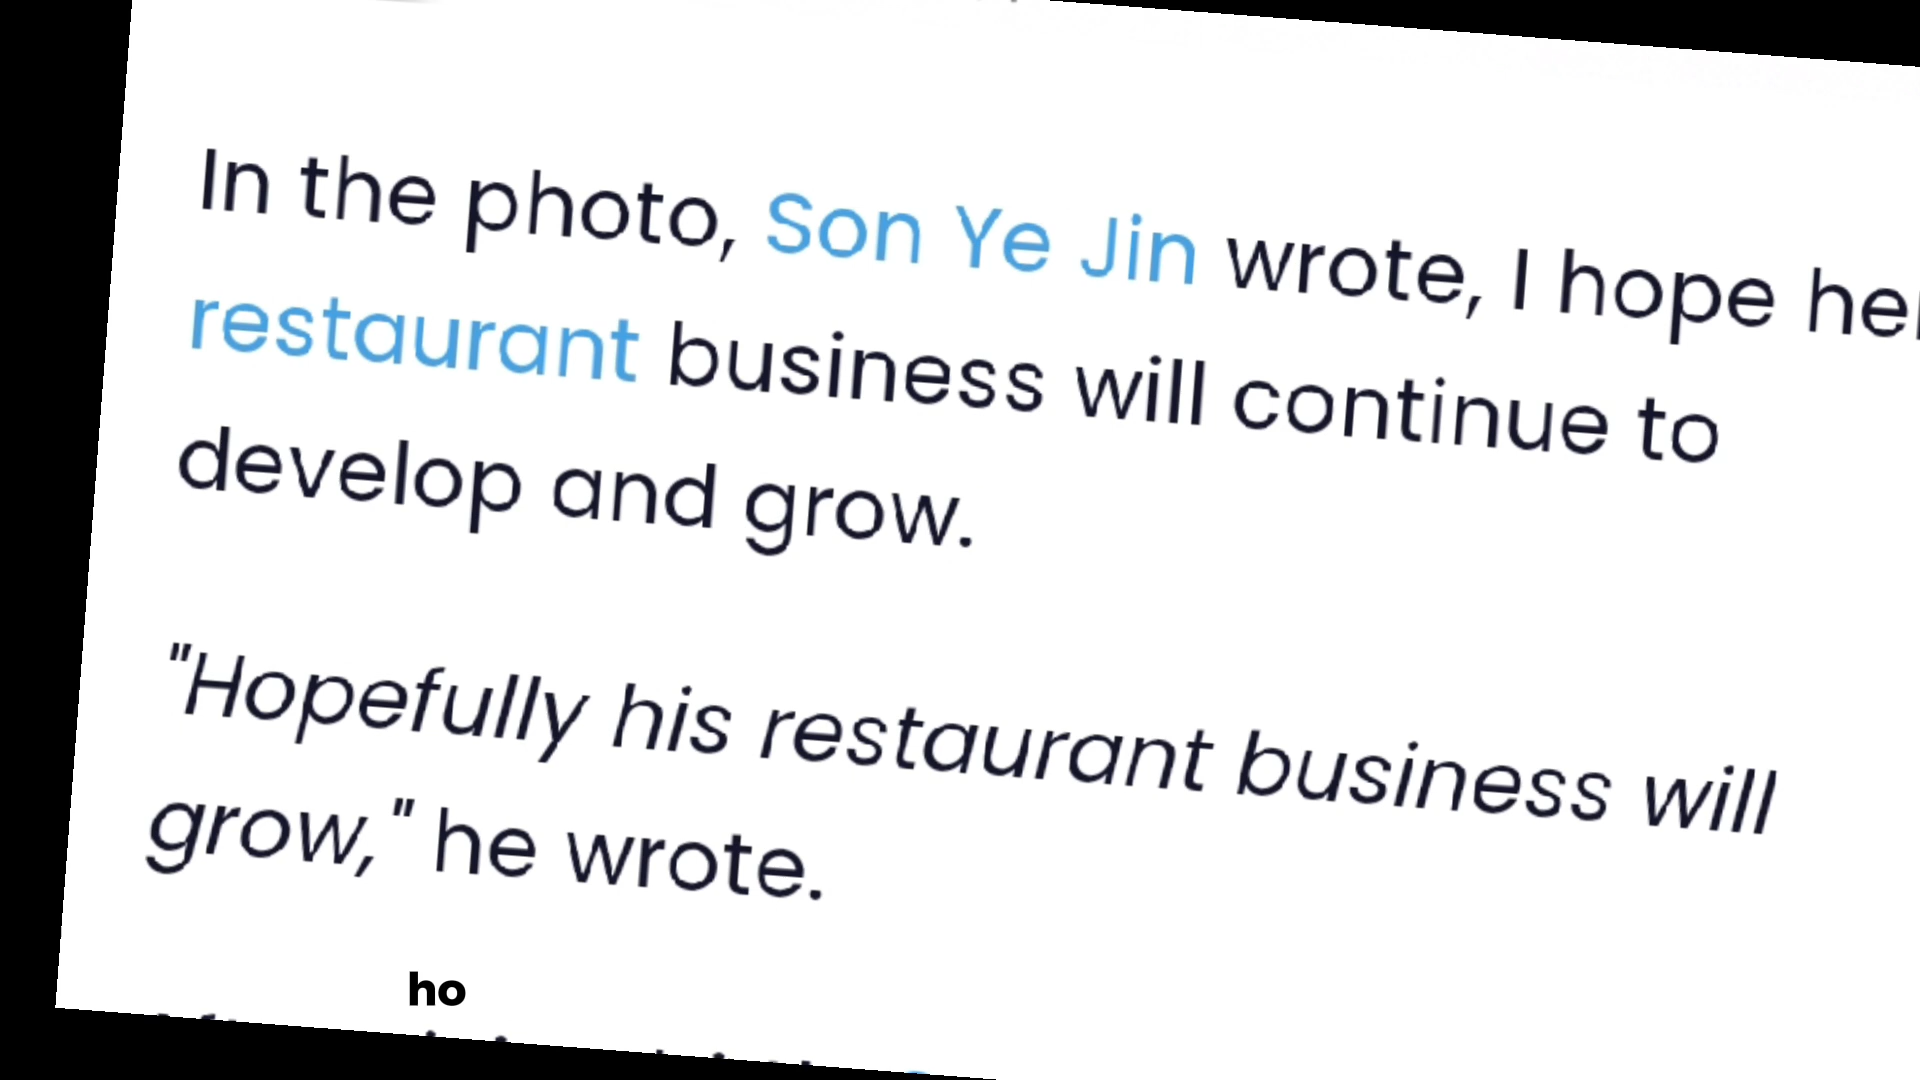 In the photo, Son Ye Jin wrote, I hope her
restaurant business will continue to
develop and grow.
"Hopefully his restaurant business will
grow," he wrote.
ho